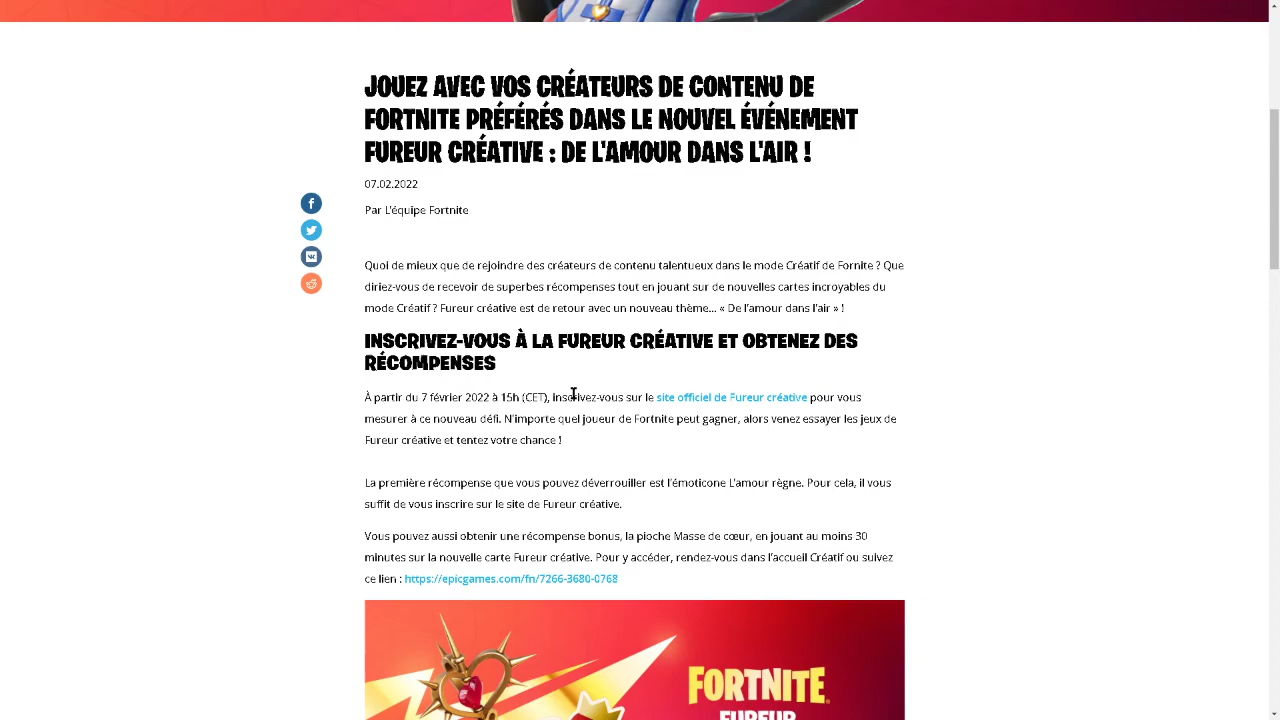 JOUEZ AVEC VOS CRÉATEURS DE CONTENU DE
FORTNITE PRÉFÉRÉS DANS LE NOUVEL ÉVÉNEMENT
FUREUR CRÉATIVE : DE L'AMOUR DANS L'AIR !
07.02.2022
Par L'équipe Fortnite
Quoi de mieux que de rejoindre des créateurs de contenu talentueux dans le mode Créatif de Fornite ? Que
diriez-vous de recevoir de superbes récompenses tout en jouant sur de nouvelles cartes incroyables du
mode Créatif ? Fureur créative est de retour avec un nouveau thème... « De l'amour dans l'air » !
INSCRIVEZ-VOUS À LA FUREUR CRÉATIVE ET OBTENEZ DES
RÉCOMPENSES
À partir du 7 février 2022 à 15h (CET), inscrivez-vous sur le site officiel de Fureur créative pour vous
mesurer à ce nouveau défi. N'importe quel joueur de Fortnite peut gagner, alors venez essayer les jeux de
Fureur créative et tentez votre chance !
La première récompense que vous pouvez déverrouiller est l'émoticone L'amour règne. Pour cela, il vous
suffit de vous inscrire sur le site de Fureur créative.
Vous pouvez aussi obtenir une récompense bonus, la pioche Masse de cœur, en jouant au moins 30
minutes sur la nouvelle carte Fureur créative. Pour y accéder, rendez-vous dans l'accueil Créatif ou suivez
ce lien : https://epicgames.com/fn/7266-3680-0768
FORTNITE
FUREUR